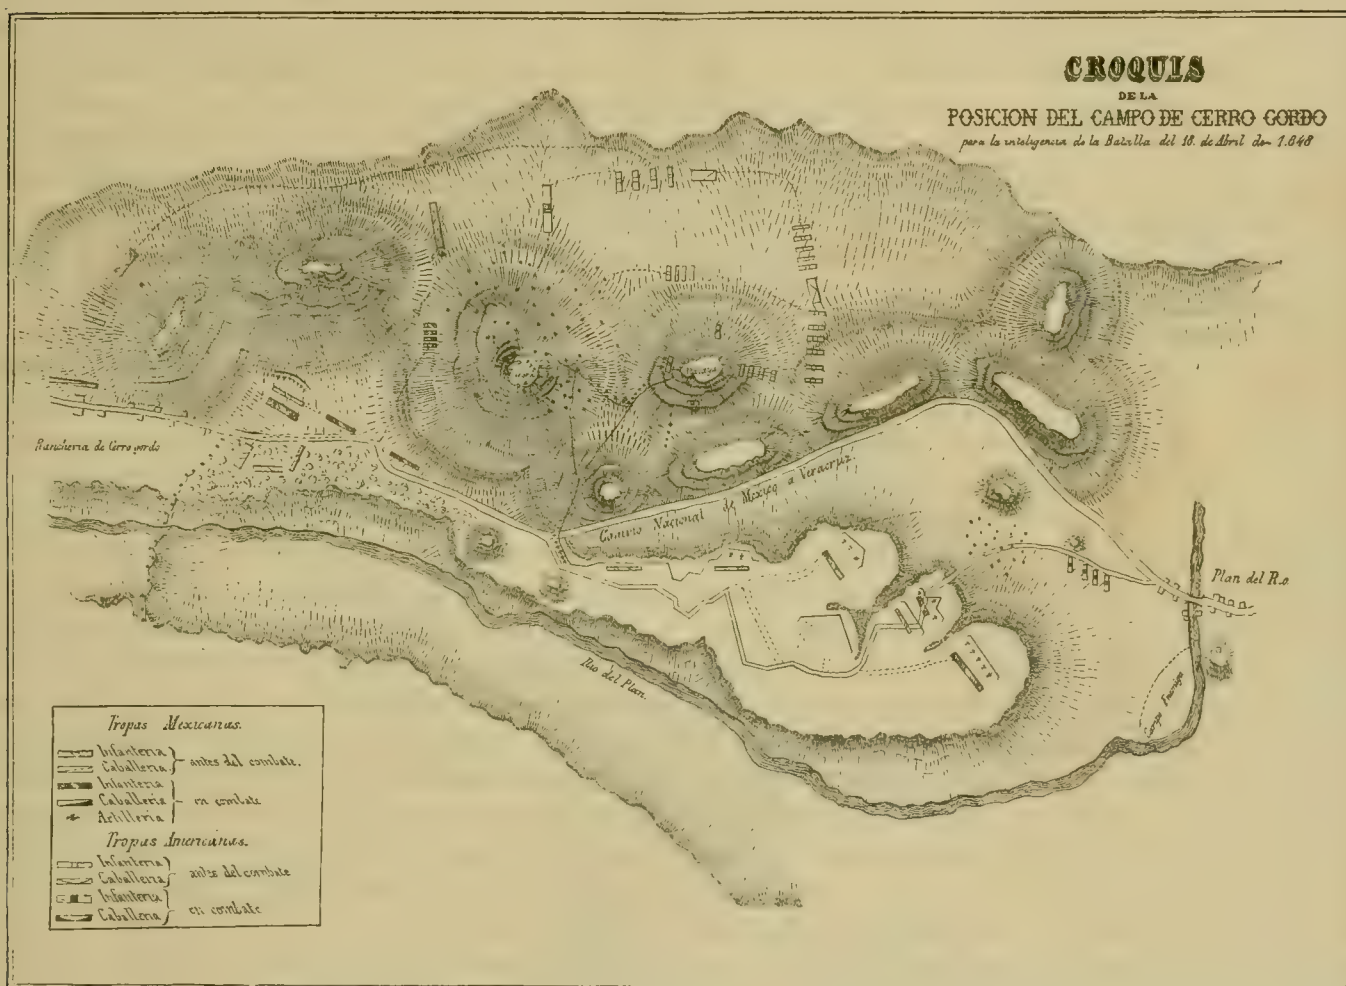 CROQUIS
DE LA
POSICION DEL CAMPO DE CERRO GORDO
para la inteligencia de la Batalla del 18. de Abril de 1.848
Rancheria de Cerro gordo
Camino Nacional de Mexico a Veracruz.
Plan del Rio
Rio del Plan.
Campo Enemigo
Tropas Mexicanas.
Infanteria
Caballeria
antes del combate.
Infanteria
Caballeria
Artilleria
en combate
Tropas Americanas.
Infanteria
Caballeria
antes del combate
Infanteria
Caballeria
en combate